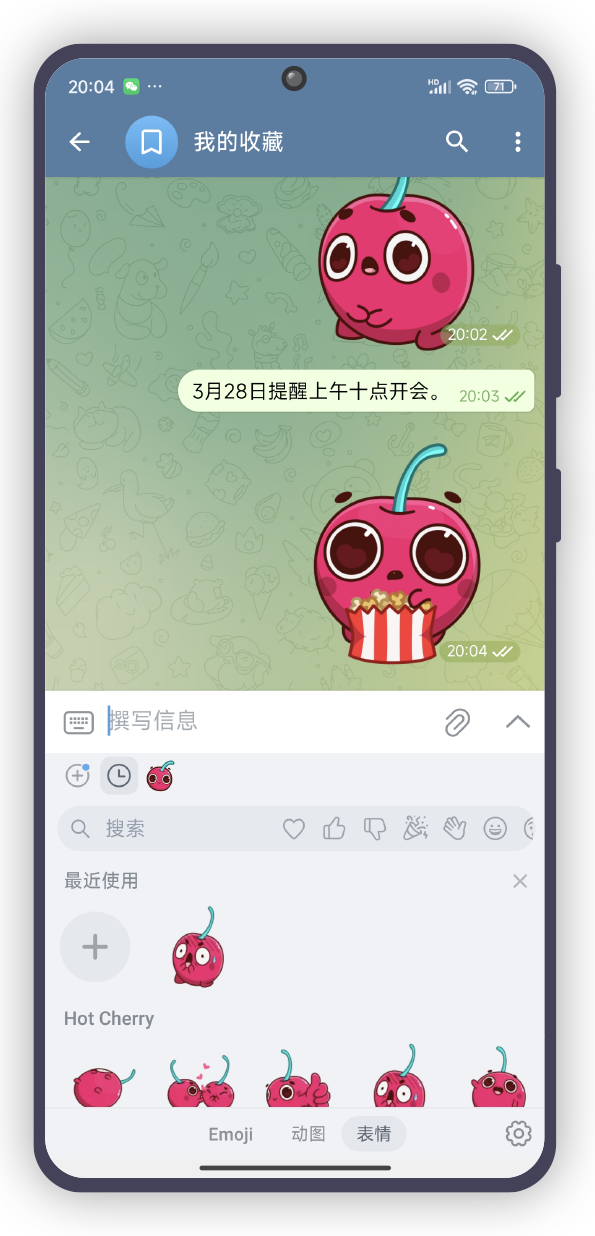 20:04 ···
HD
71
我的收藏
20:02
3月28日提醒上午十点开会。 20:03
20:04
撰写信息
搜索
最近使用
Hot Cherry
Emoji 动图 表情